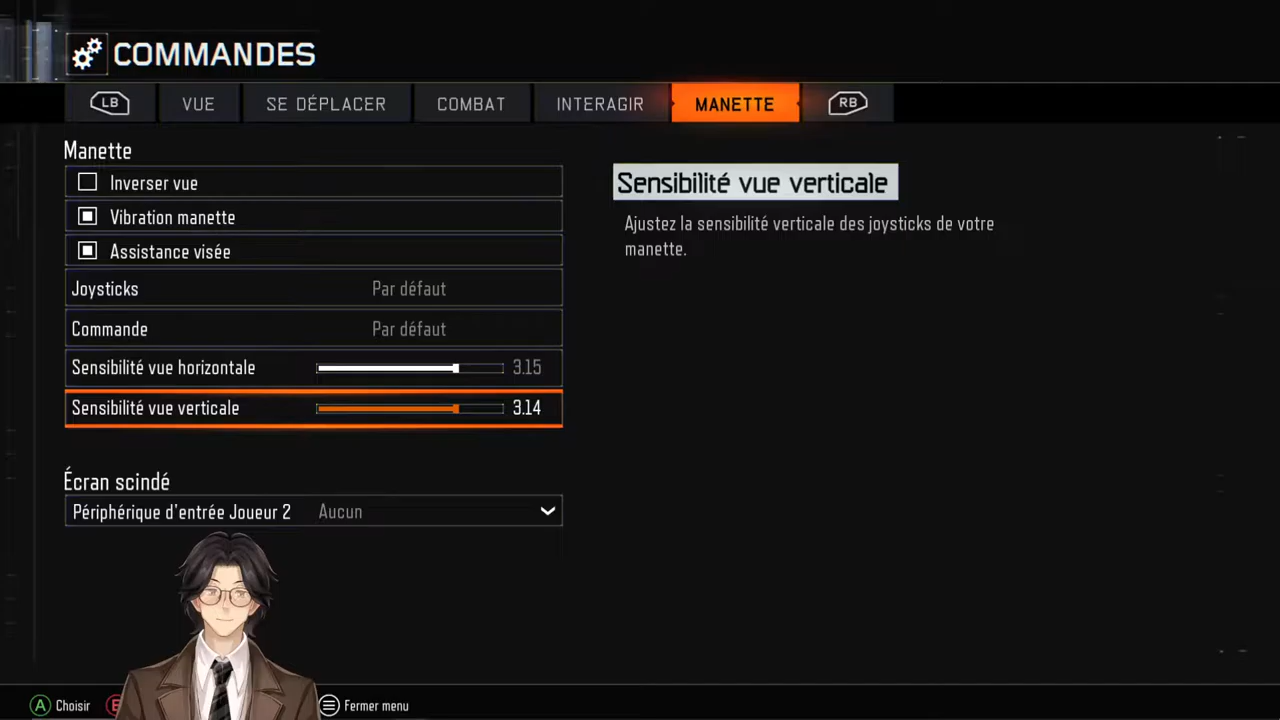 COMMANDES
LB VUE SE DÉPLACER COMBAT INTERAGIR MANETTE RB
Manette
Inverser vue
Vibration manette
Assistance visée
Joysticks Par défaut
Commande Par défaut
Sensibilité vue horizontale 3.15
Sensibilité vue verticale 3.14
Écran scindé
Périphérique d'entrée Joueur 2 Aucun
Sensibilité vue verticale
Ajustez la sensibilité verticale des joysticks de votre
manette.
A Choisir
Fermer menu